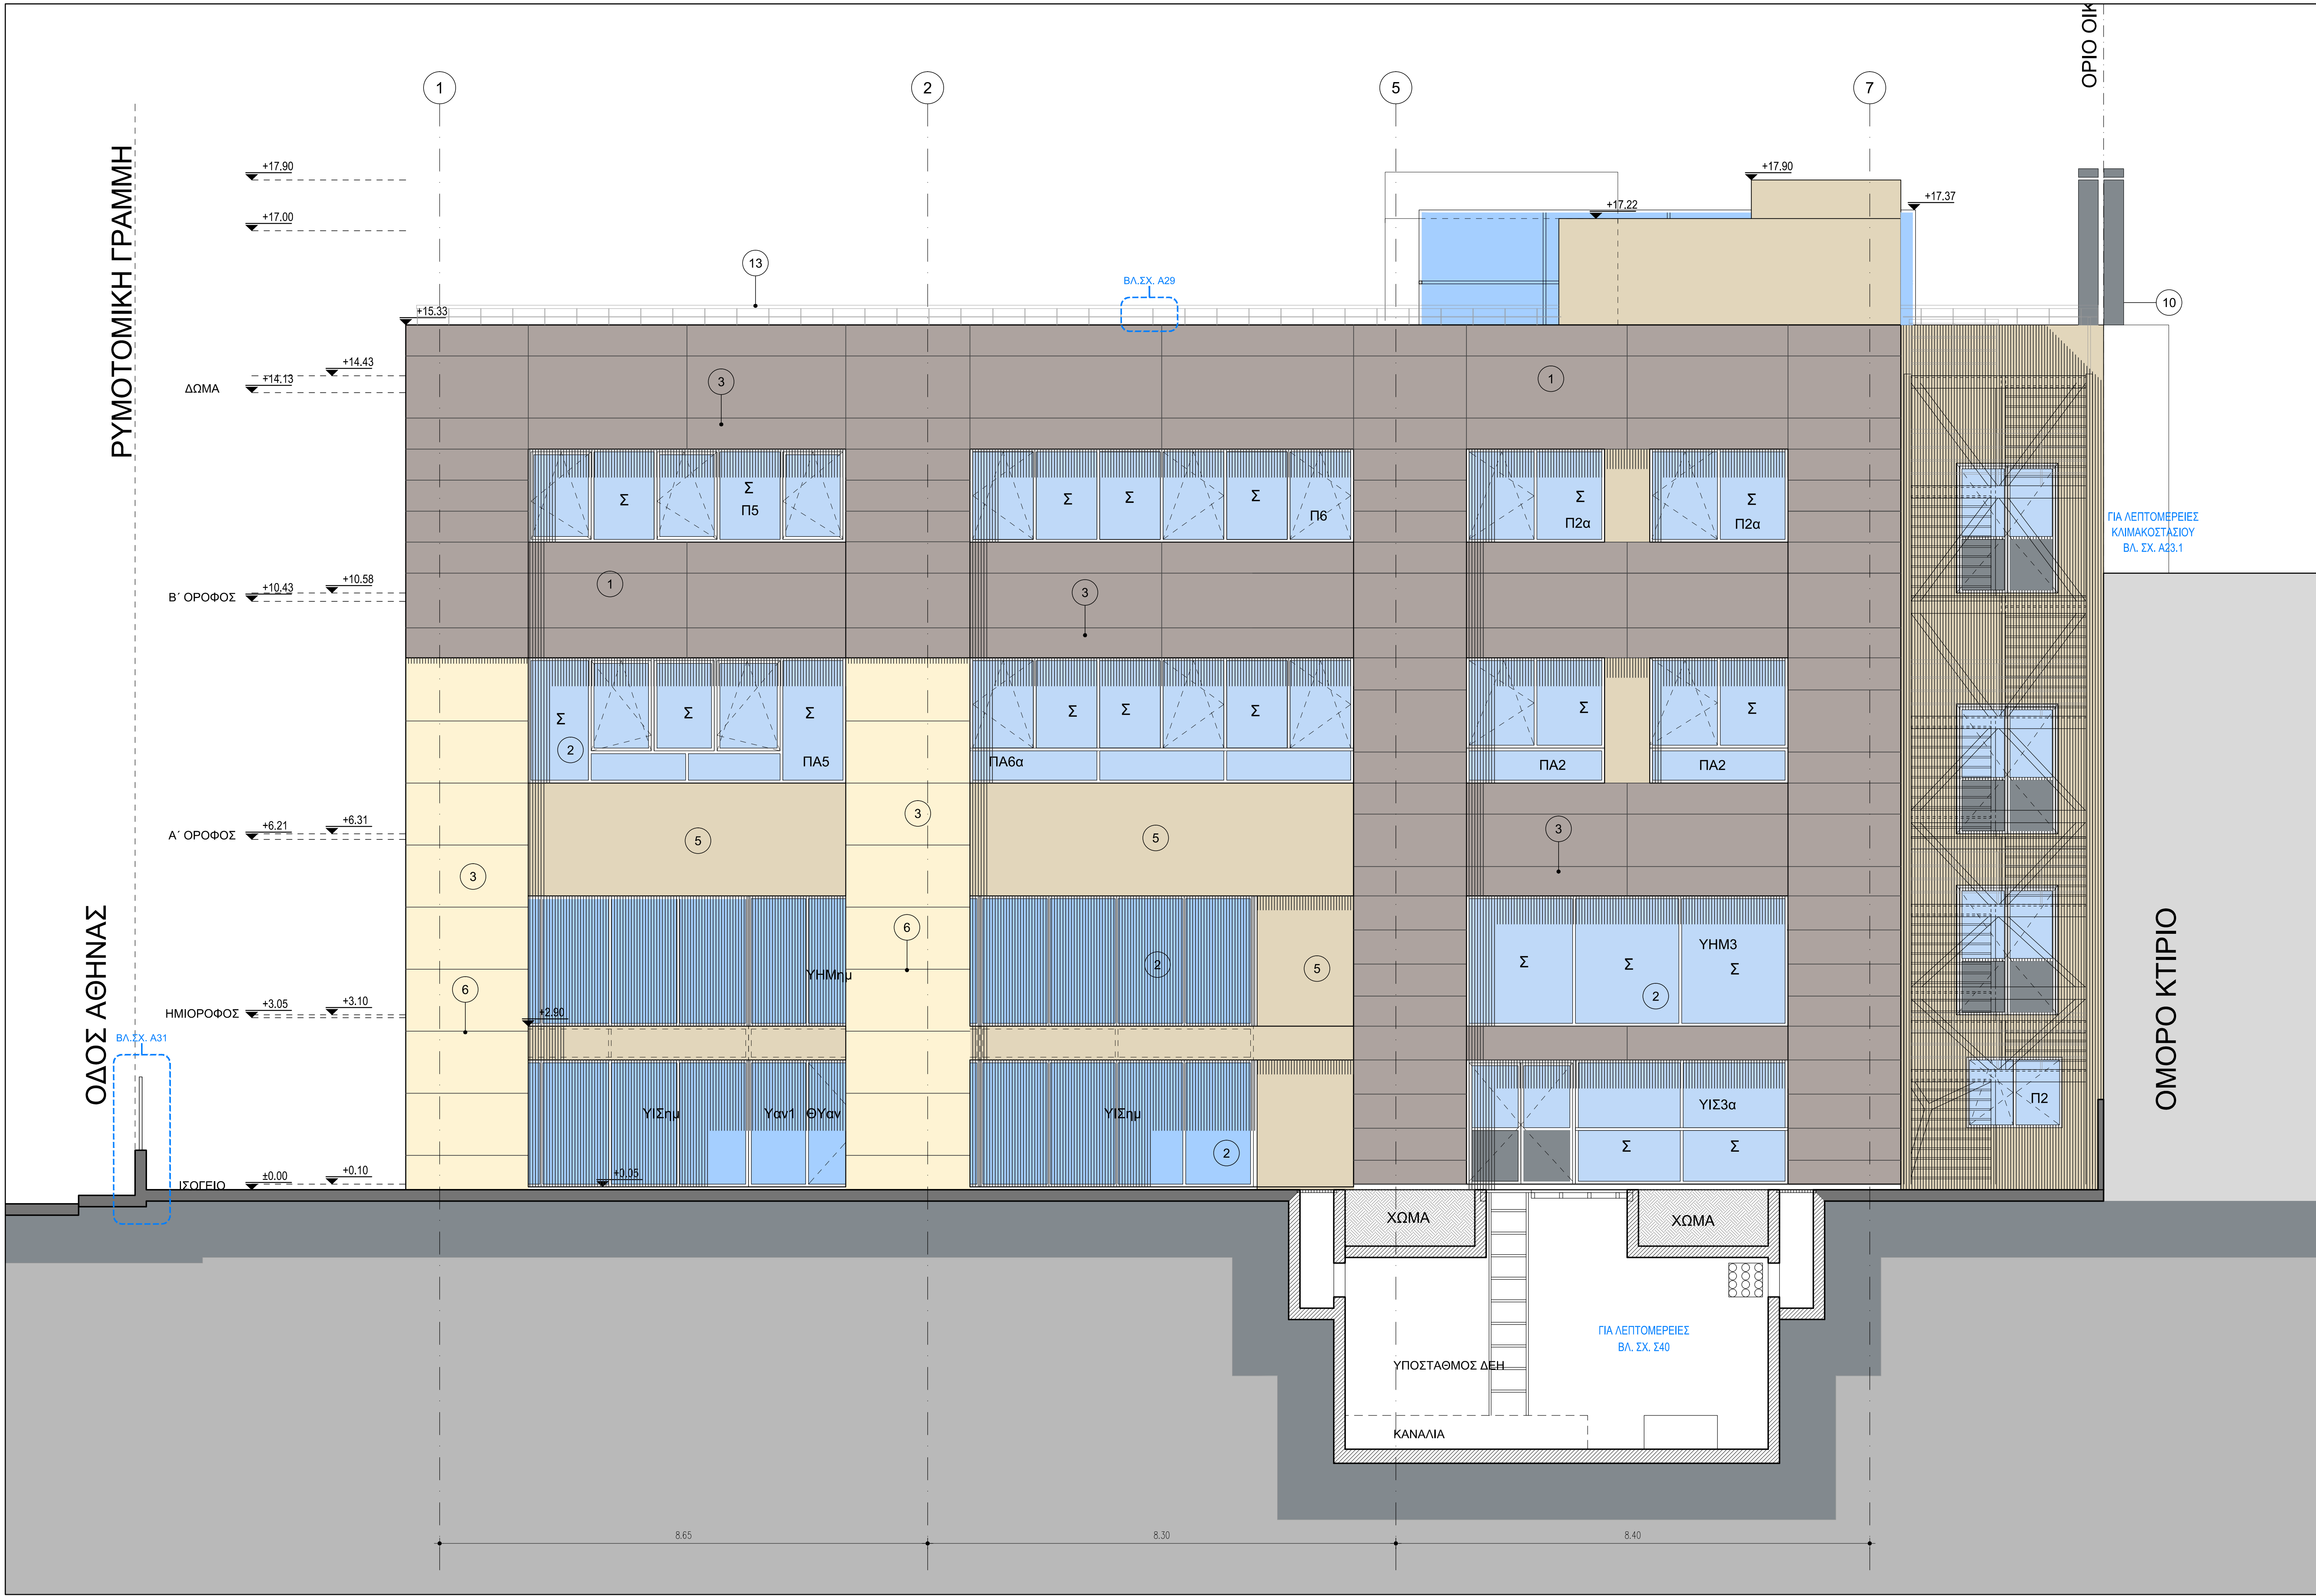 ΟΡΙΟ ΟΙΚ
1
2
5
7
ΡΥΜΟΤΟΜΙΚΗ ΓΡΑΜΜΗ
+17.90
+17.00
+17.90
+17.22
+17.37
13
ΒΛ.ΣΧ. Α29
10
+15.33
+14.43
ΔΩΜΑ
+14.13
3
1
Σ
Σ
Π5
Σ
Σ
Σ
Π6
Σ
Π2α
Σ
Π2α
ΓΙΑ ΛΕΠΤΟΜΕΡΕΙΕΣ
ΚΛΙΜΑΚΟΣΤΑΣΙΟΥ
ΒΛ. ΣΧ. Α23.1
Β΄ ΟΡΟΦΟΣ
+10.43
+10.58
1
3
Σ
Σ
Σ
2
ΠΑ5
Σ
Σ
Σ
ΠΑ6α
Σ
ΠΑ2
Σ
ΠΑ2
3
Α΄ ΟΡΟΦΟΣ
+6.21
+6.31
5
5
3
3
ΟΔΟΣ ΑΘΗΝΑΣ
ΟΜΟΡΟ ΚΤΙΡΙΟ
6
6
ΥΗΜημ
2
5
Σ
Σ
ΥΗΜ3
Σ
2
ΗΜΙΟΡΟΦΟΣ
+3.05
+3.10
+2.90
ΒΛ.ΣΧ. Α31
ΥΙΣημ
Υαν1
ΘΥαν
ΥΙΣημ
2
ΥΙΣ3α
Σ
Σ
Π2
ΙΣΟΓΕΙΟ
±0.00
+0.10
+0.05
ΧΩΜΑ
ΧΩΜΑ
ΓΙΑ ΛΕΠΤΟΜΕΡΕΙΕΣ
ΒΛ. ΣΧ. Σ40
ΥΠΟΣΤΑΘΜΟΣ ΔΕΗ
ΚΑΝΑΛΙΑ
8.65
8.30
8.40